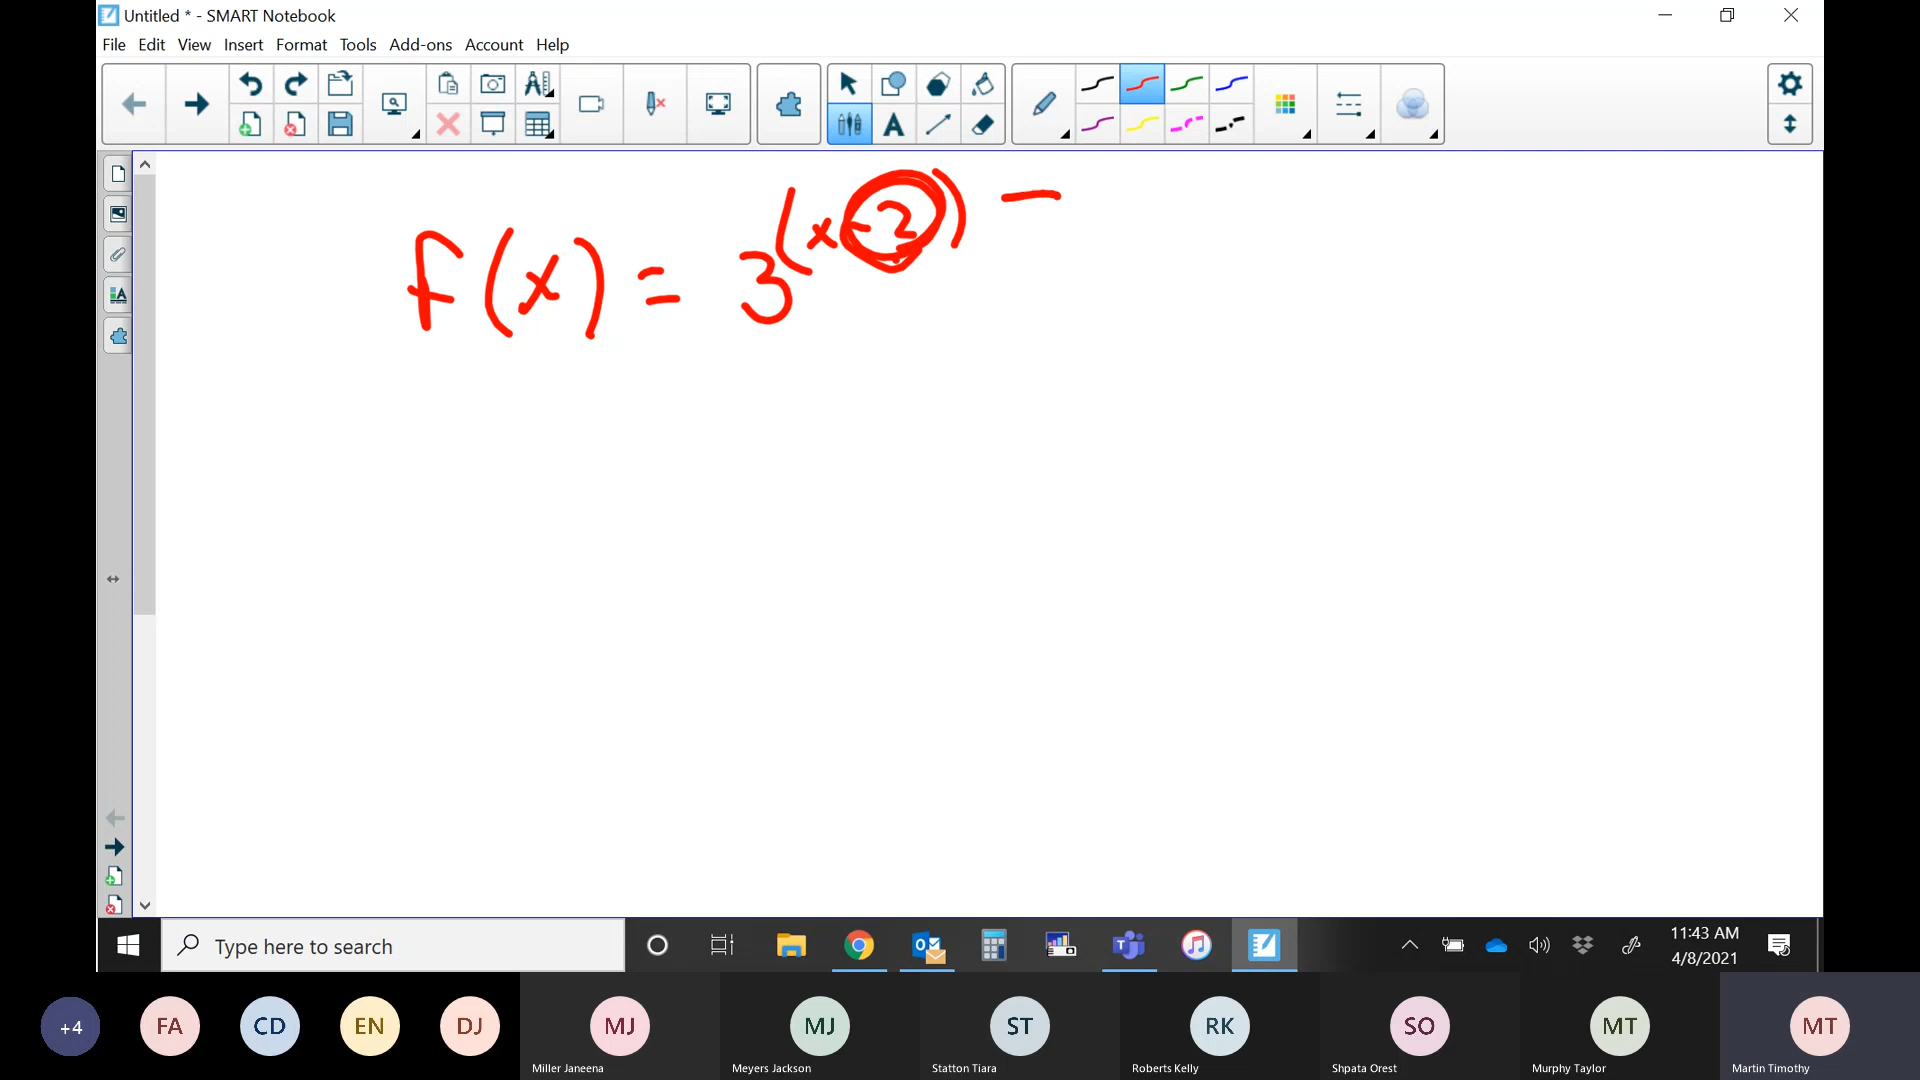 Untitled * - SMART Notebook
File Edit View Insert Format Tools Add-ons Account Help
f(x) = 3^(x-2) -
Type here to search
11:43 AM
4/8/2021
+4 FA CD EN DJ MJ MJ ST RK SO MT MT
Miller Janeena Meyers Jackson Statton Tiara Roberts Kelly Shpata Orest Murphy Taylor Martin Timothy